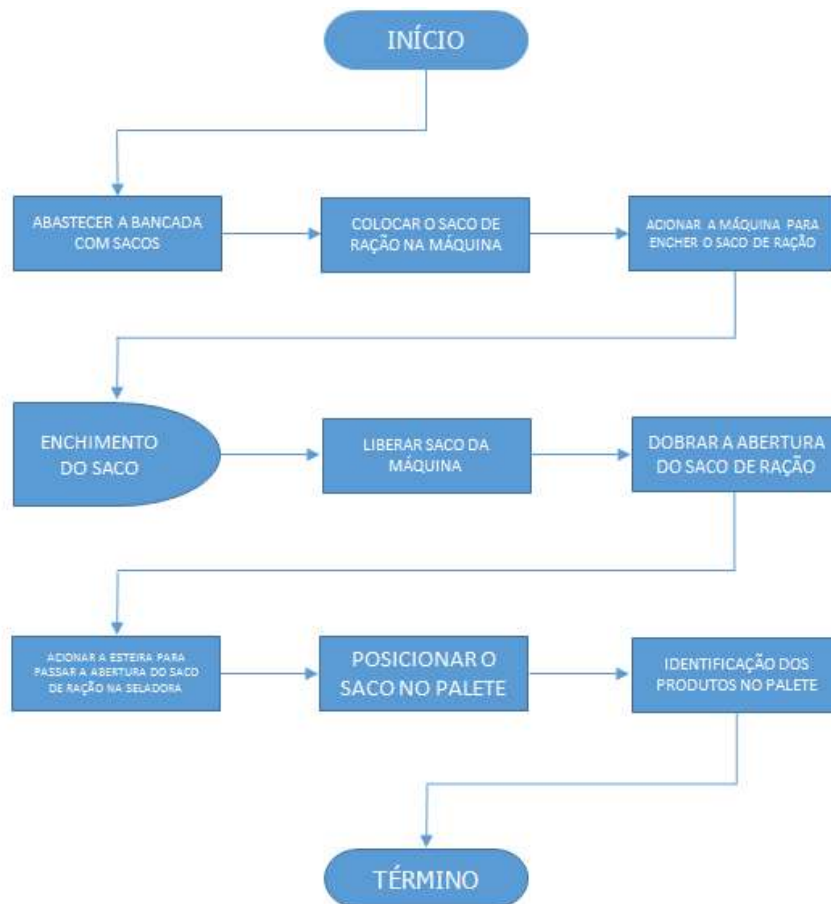 INÍCIO
ABASTECER A BANCADA
COM SACOS
COLOCAR O SACO DE
RAÇÃO NA MÁQUINA
ACIONAR A MÁQUINA PARA
ENCHER O SACO DE RAÇÃO
ENCHIMENTO
DO SACO
LIBERAR SACO DA
MÁQUINA
DOBRAR A ABERTURA
DO SACO DE RAÇÃO
ACIONAR A ESTEIRA PARA
PASSAR A ABERTURA DO SACO
DE RAÇÃO NA SELADORA
POSICIONAR O
SACO NO PALETE
IDENTIFICAÇÃO DOS
PRODUTOS NO PALETE
TÉRMINO